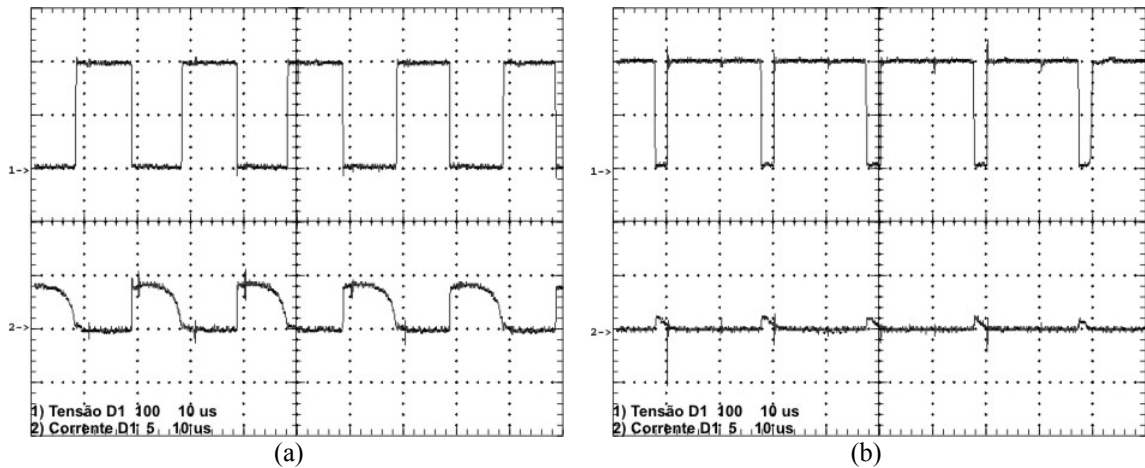 1->
2->
1) Tensão D1 100 10 us
2) Corrente D1 5 10 us
(a)
1->
2->
1) Tensão D1 100 10 us
2) Corrente D1 5 10 us
(b)